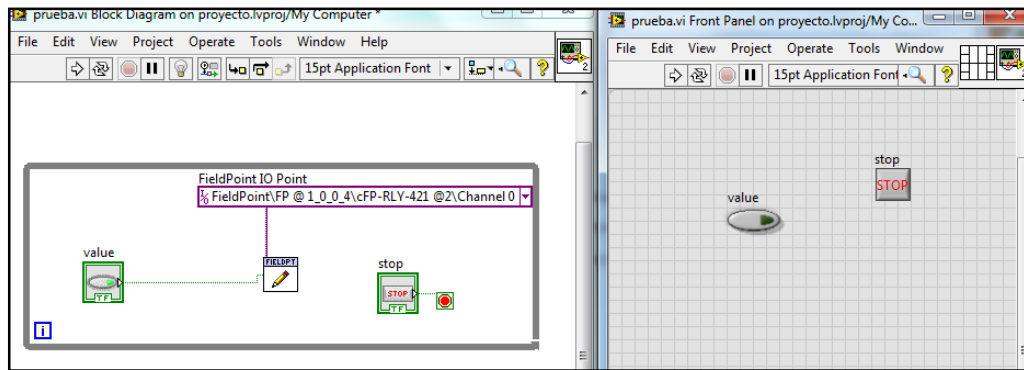 prueba.vi Block Diagram on proyecto.lvproj/My Computer *
File Edit View Project Operate Tools Window Help
15pt Application Font
2
FieldPoint IO Point
FieldPoint\FP @ 1_0_0_4\cFP-RLY-421 @2\Channel 0
FIELDPT
value
TF
stop
STOP
TF
i
prueba.vi Front Panel on proyecto.lvproj/My Co...
File Edit View Project Operate Tools Window
15pt Application Font
2
stop
STOP
value